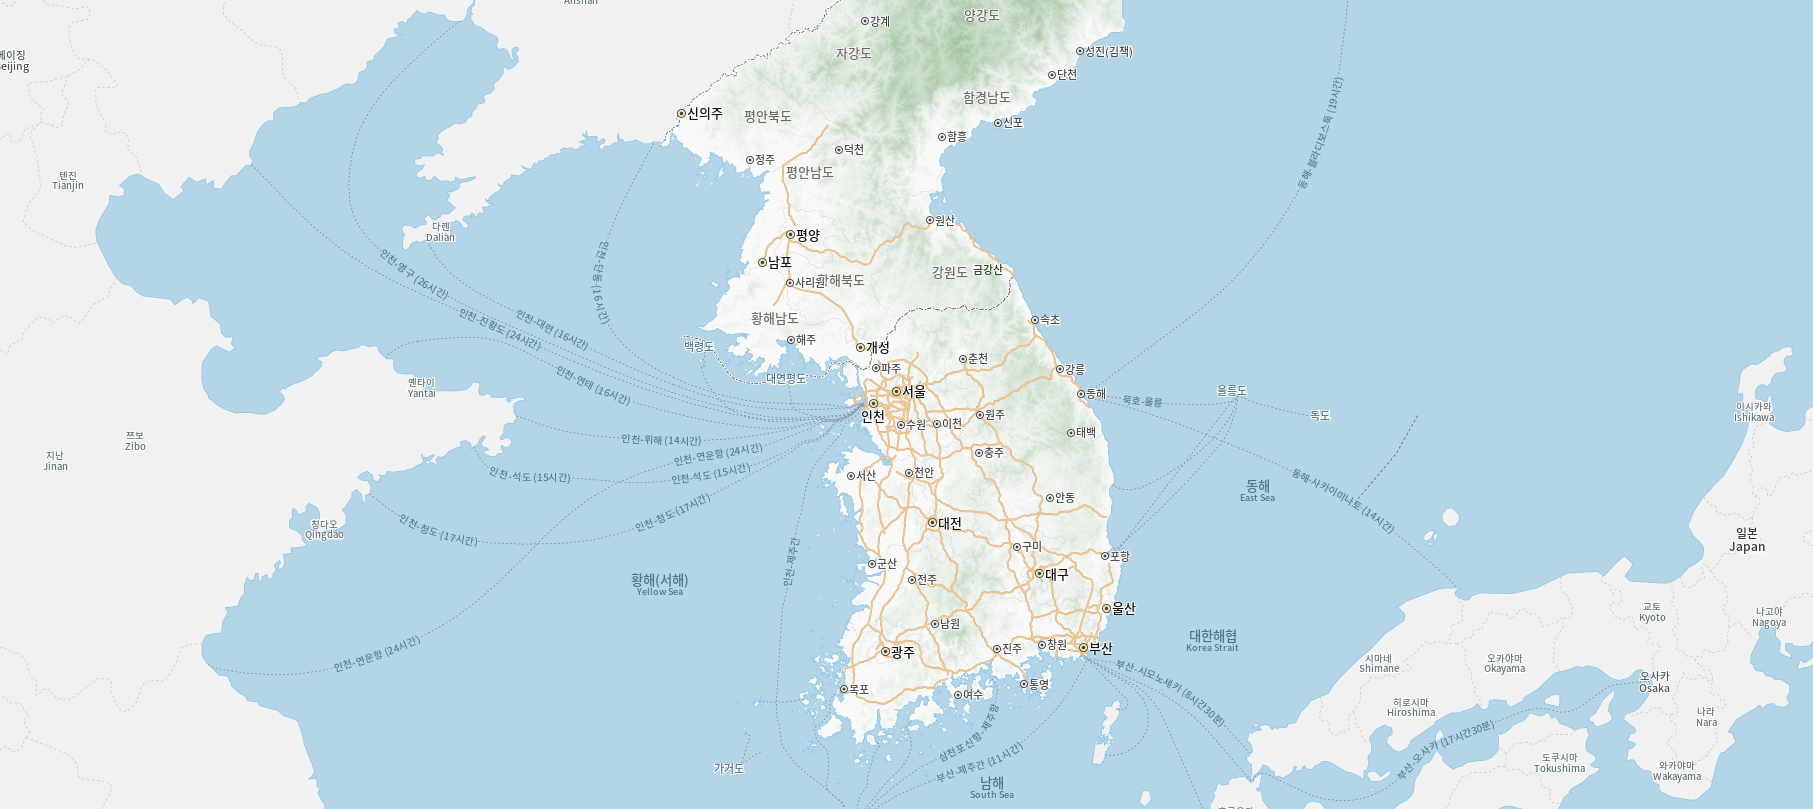 Anshan
강계
양강도
자강도
성진(김책)
단천
베이징
Beijing
함경남도
신의주
평안북도
신포
함흥
덕천
정주
평안남도
텐진
Tianjin
동해-블라디보스톡 (19시간)
원산
다롄
Dalian
평양
남포
인천-영구 (26시간)
인천-단동 (16시간)
강원도
금강산
사리원
황해북도
황해남도
인천-대련 (16시간)
인천-진황도 (24시간)
속초
해주
백령도
개성
춘천
파주
강릉
대연평도
인천-연태 (16시간)
옌타이
Yantai
서울
동해
묵호-울릉
울릉도
독도
이시카와
Ishikawa
인천
수원
이천
원주
태백
쯔보
Zibo
인천-위해 (14시간)
인천-연운항 (24시간)
지난
Jinan
충주
인천-석도 (15시간)
인천-석도 (15시간)
서산
천안
동해
East Sea
동해-사카이미나토 (14시간)
안동
인천-청도 (17시간)
인천-청도 (17시간)
칭다오
Qingdao
대전
일본
Japan
구미
포항
인천-제주간
군산
대구
전주
황해(서해)
Yellow Sea
울산
교토
Kyoto
나고야
Nagoya
남원
대한해협
Korea Strait
인천-연운항 (24시간)
광주
진주
창원
부산
시마네
Shimane
오카야마
Okayama
부산-시모노세키 (8시간30분)
오사카
Osaka
목포
여수
통영
히로시마
Hiroshima
나라
Nara
삼천포신항-제주항
부산-제주간 (11시간)
부산-오사카 (17시간30분)
가거도
남해
South Sea
도쿠시마
Tokushima
와카야마
Wakayama